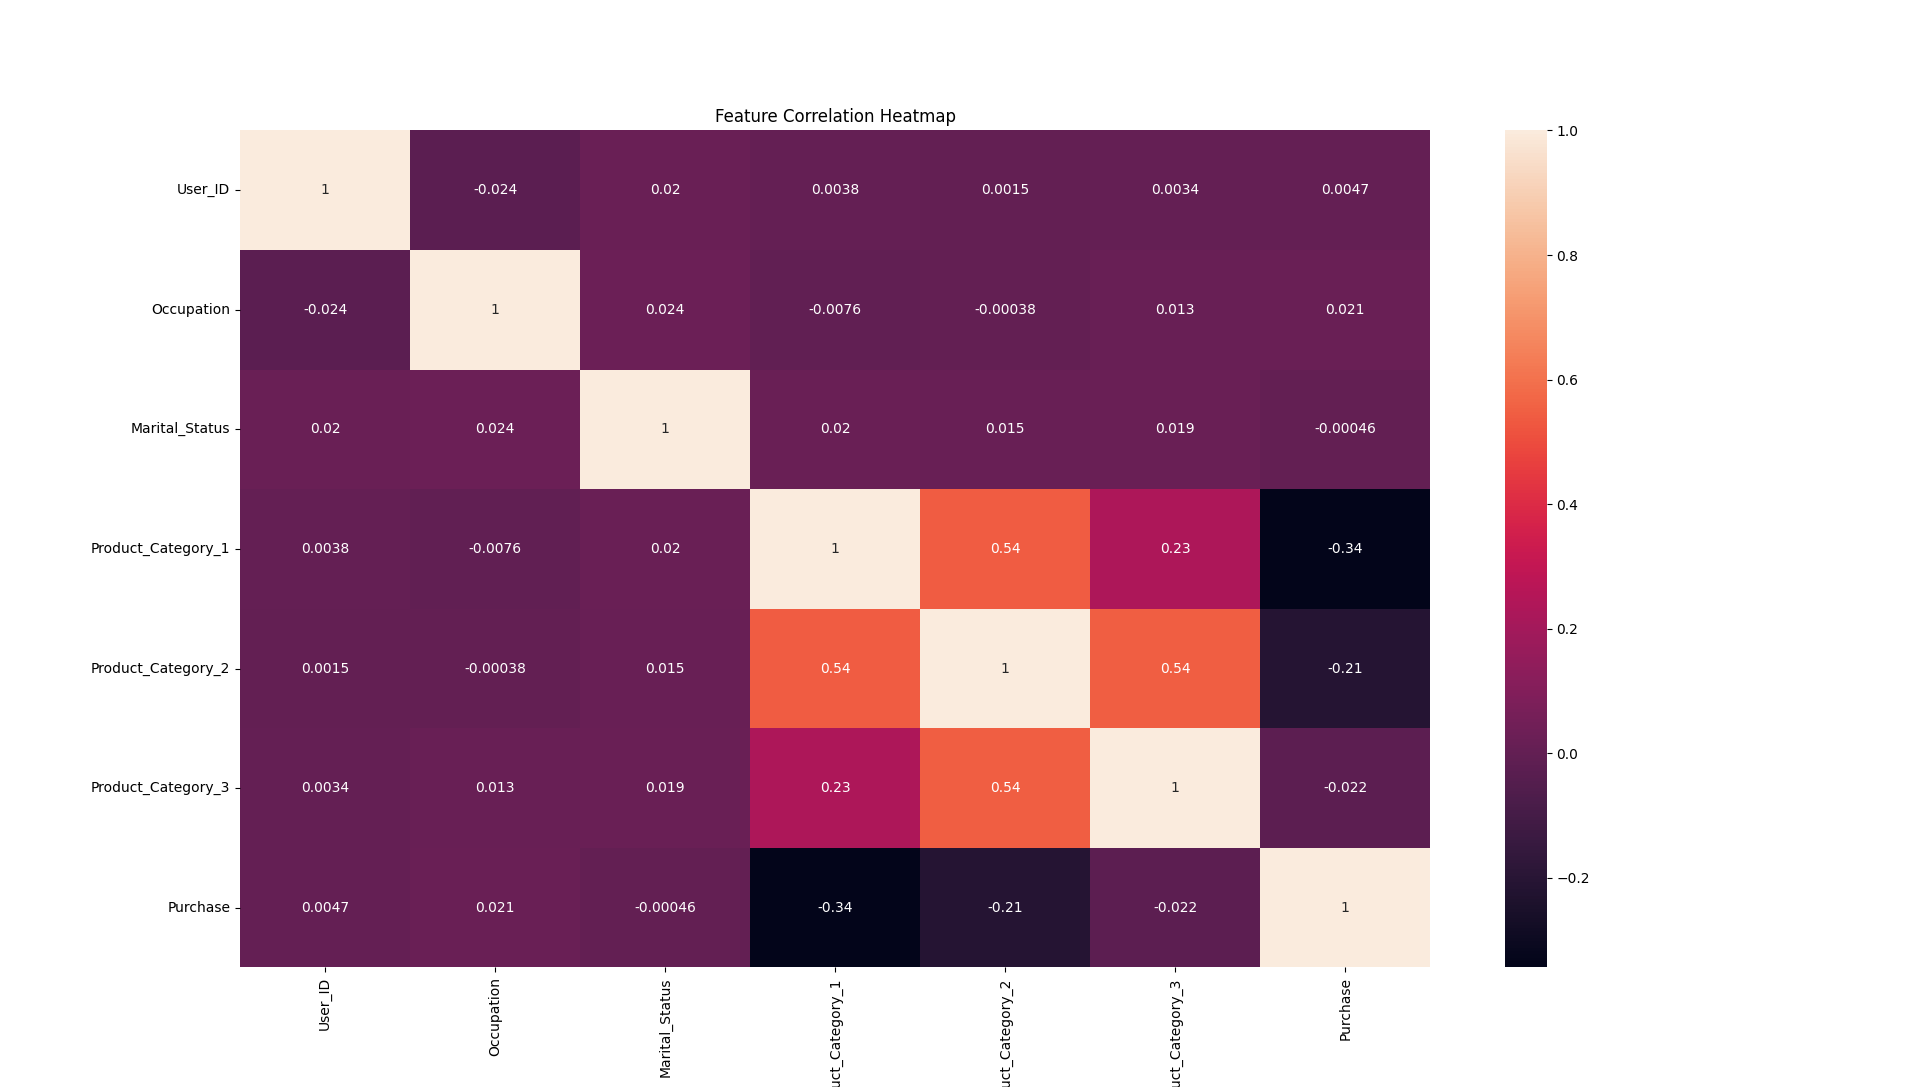 Feature Correlation Heatmap
User_ID 1 -0.024 0.02 0.0038 0.0015 0.0034 0.0047
Occupation -0.024 1 0.024 -0.0076 -0.00038 0.013 0.021
Marital_Status 0.02 0.024 1 0.02 0.015 0.019 -0.00046
Product_Category_1 0.0038 -0.0076 0.02 1 0.54 0.23 -0.34
Product_Category_2 0.0015 -0.00038 0.015 0.54 1 0.54 -0.21
Product_Category_3 0.0034 0.013 0.019 0.23 0.54 1 -0.022
Purchase 0.0047 0.021 -0.00046 -0.34 -0.21 -0.022 1
User_ID
Occupation
Marital_Status
uct_Category_1
uct_Category_2
uct_Category_3
Purchase
1.0
0.8
0.6
0.4
0.2
0.0
−0.2